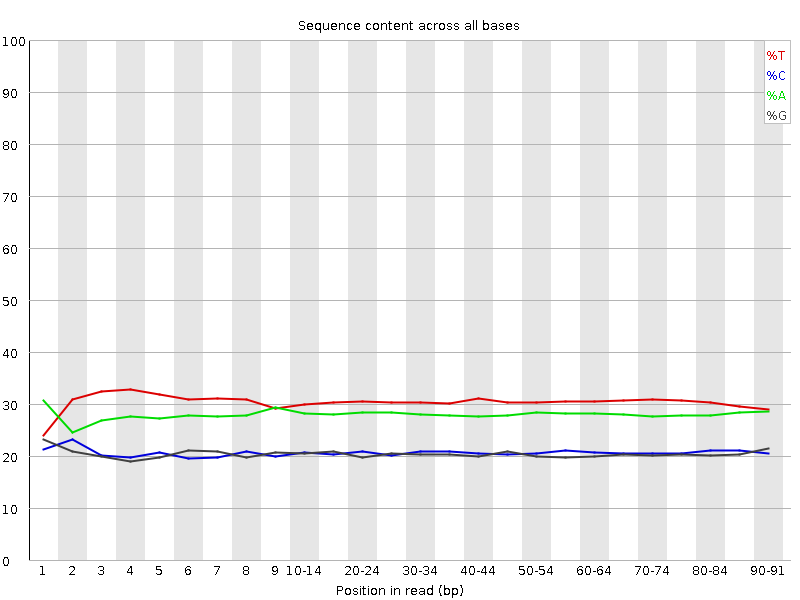 Sequence content across all bases
100
90
80
70
60
50
40
30
20
10
0
%T
%C
%A
%G
1 2 3 4 5 6 7 8 9 10-14 20-24 30-34 40-44 50-54 60-64 70-74 80-84 90-91
Position in read (bp)